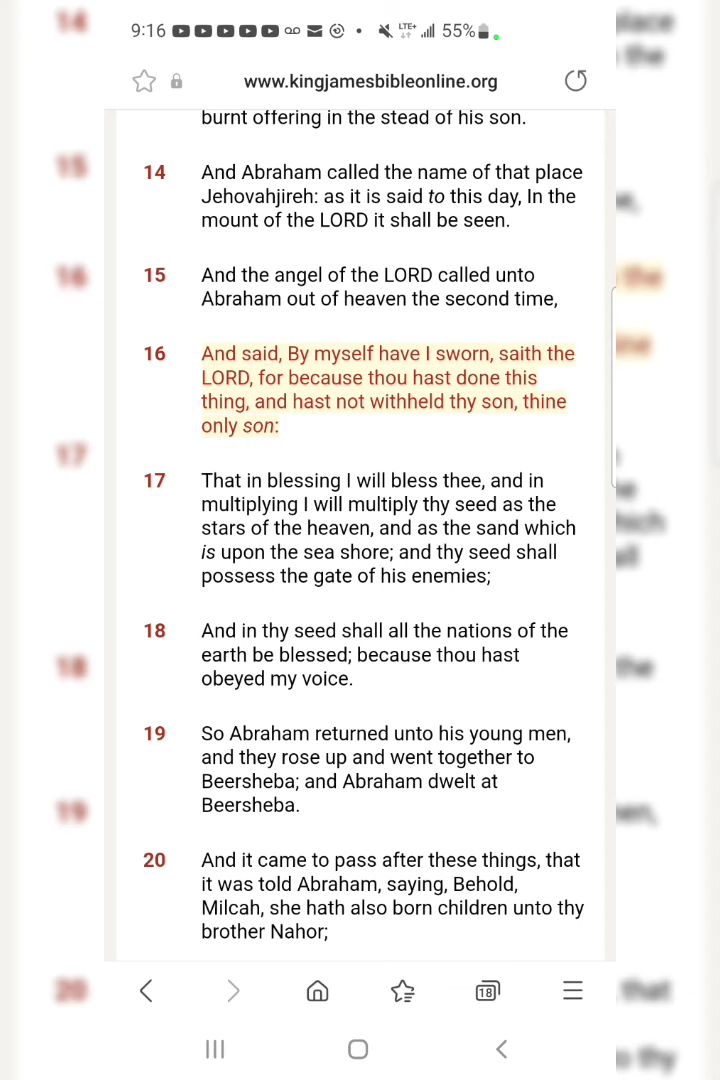 9:16 LTE+ 55%
www.kingjamesbibleonline.org
burnt offering in the stead of his son.
14 And Abraham called the name of that place
Jehovahjireh: as it is said to this day, In the
mount of the LORD it shall be seen.
15 And the angel of the LORD called unto
Abraham out of heaven the second time,
16 And said, By myself have I sworn, saith the
LORD, for because thou hast done this
thing, and hast not withheld thy son, thine
only son:
17 That in blessing I will bless thee, and in
multiplying I will multiply thy seed as the
stars of the heaven, and as the sand which
is upon the sea shore; and thy seed shall
possess the gate of his enemies;
18 And in thy seed shall all the nations of the
earth be blessed; because thou hast
obeyed my voice.
19 So Abraham returned unto his young men,
and they rose up and went together to
Beersheba; and Abraham dwelt at
Beersheba.
20 And it came to pass after these things, that
it was told Abraham, saying, Behold,
Milcah, she hath also born children unto thy
brother Nahor;
18